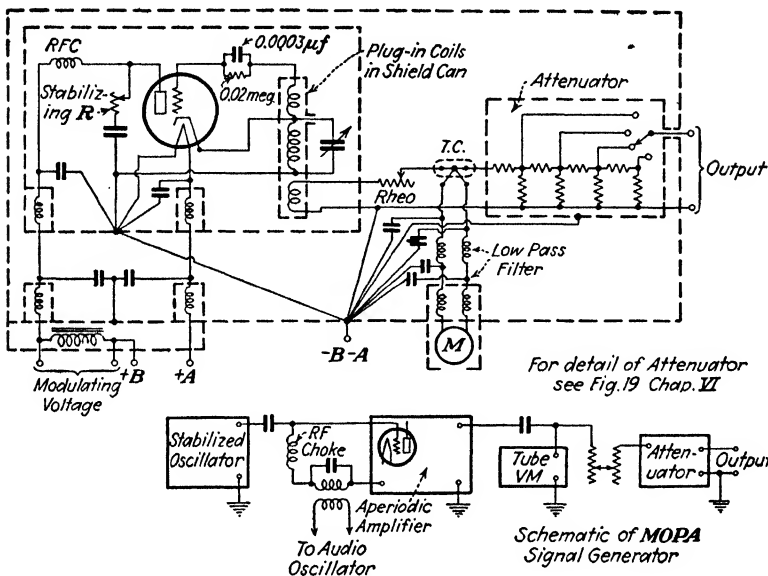 RFC
0.0003µf
Plug-in Coils
in Shield Can
Stabiliz-
ing R
0.02 meg.
Attenuator
T.C.
Rheo
Output
Low Pass
Filter
M
Modulating
Voltage
+B
+A
-B-A
For detail of Attenuator
see Fig.19 Chap. VI
Stabilized
Oscillator
RF
Choke
To Audio
Oscillator
Aperiodic
Amplifier
Tube
VM
Atten-
uator
Output
Schematic of MOPA
Signal Generator